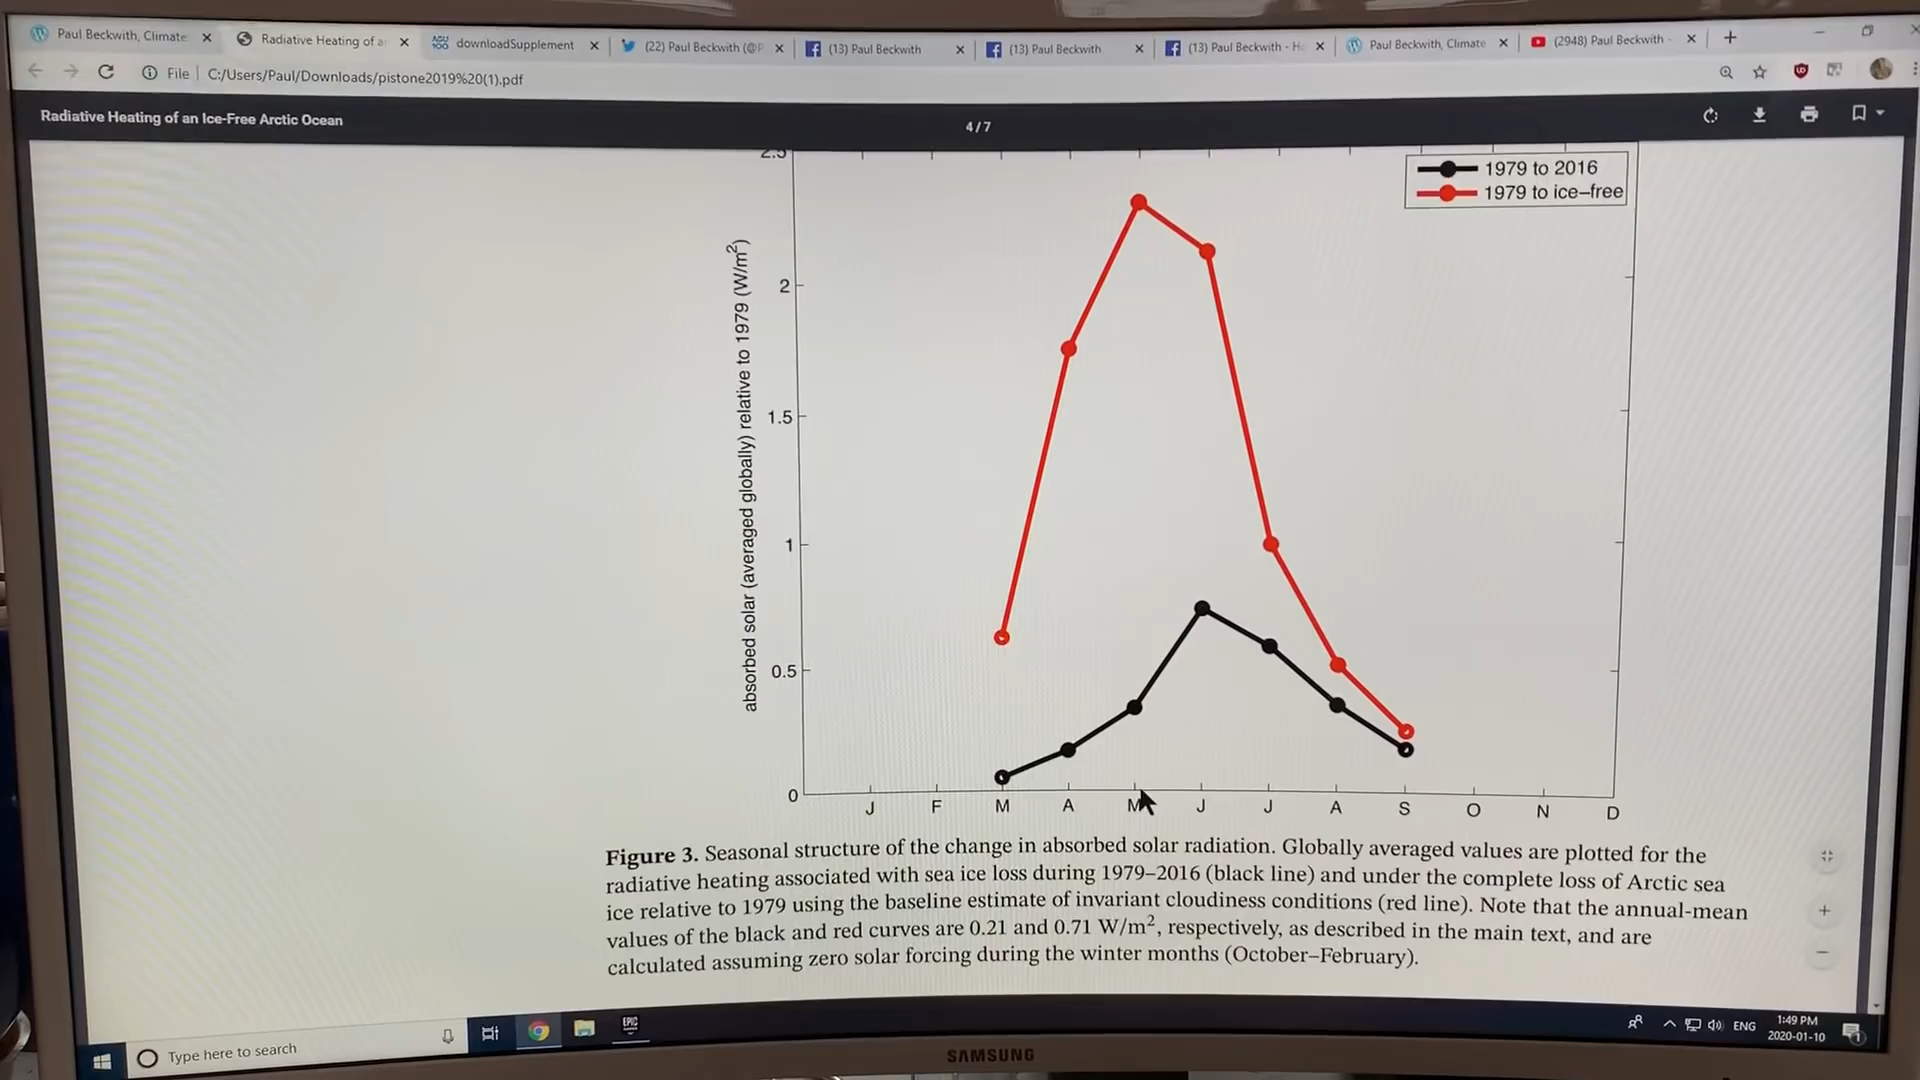 Paul Beckwith, Climate
Radiative Heating of a
downloadSupplement
(22) Paul Beckwith (@P
(13) Paul Beckwith
(13) Paul Beckwith
(13) Paul Beckwith - Ho
Paul Beckwith, Climate
(2948) Paul Beckwith -
File | C:/Users/Paul/Downloads/pistone2019%20(1).pdf
Radiative Heating of an Ice-Free Arctic Ocean
4/7
2.5
1979 to 2016
1979 to ice–free
absorbed solar (averaged globally) relative to 1979 (W/m²)
2
1.5
1
0.5
0
J F M A M J J A S O N D
Figure 3. Seasonal structure of the change in absorbed solar radiation. Globally averaged values are plotted for the
radiative heating associated with sea ice loss during 1979–2016 (black line) and under the complete loss of Arctic sea
ice relative to 1979 using the baseline estimate of invariant cloudiness conditions (red line). Note that the annual-mean
values of the black and red curves are 0.21 and 0.71 W/m², respectively, as described in the main text, and are
calculated assuming zero solar forcing during the winter months (October–February).
Type here to search
EPIC
ENG
1:49 PM
2020-01-10
SAMSUNG